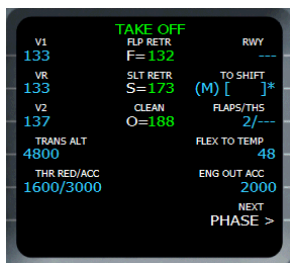 TAKE OFF
V1 FLP RETR RWY
133 F=132 ---
VR SLT RETR TO SHIFT
133 S=173 (M) [ ]*
V2 CLEAN FLAPS/THS
137 O=188 2/---
TRANS ALT FLEX TO TEMP
4800 48
THR RED/ACC ENG OUT ACC
1600/3000 2000
NEXT
PHASE >